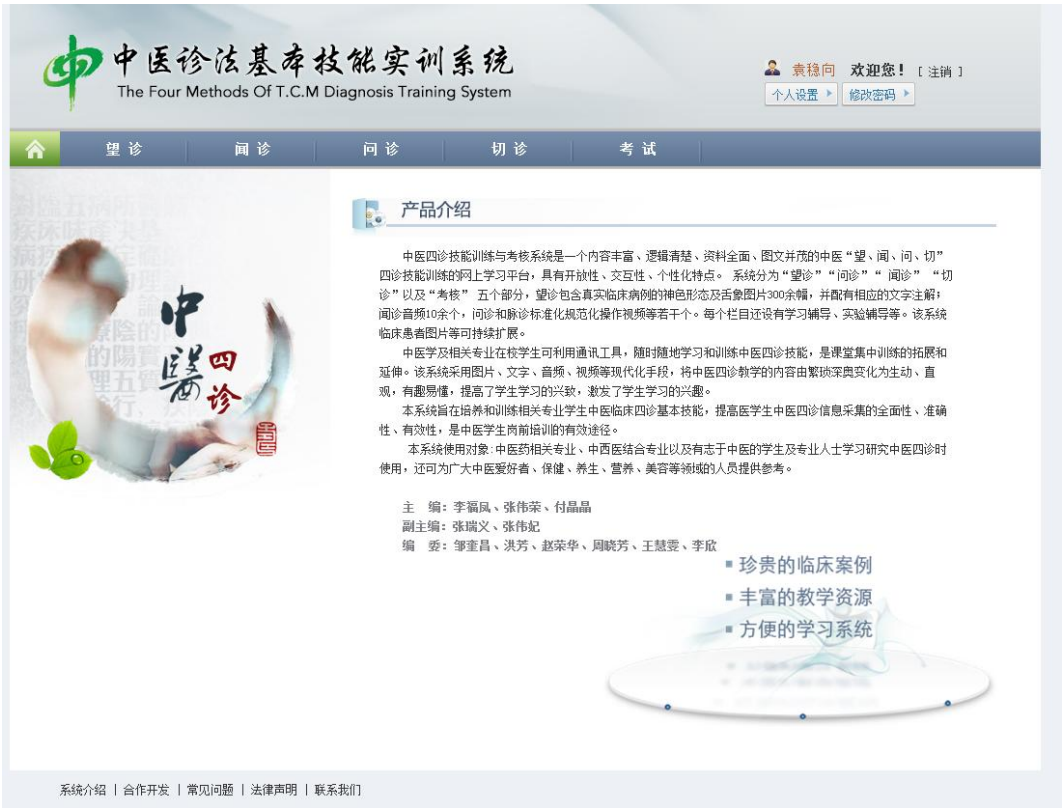 中医诊法基本技能实训系统
The Four Methods Of T.C.M Diagnosis Training System
袁稳向 欢迎您! [ 注销 ]
个人设置 修改密码
望 诊 闻 诊 问 诊 切 诊 考 试
中醫
四诊
产品介绍
中医四诊技能训练与考核系统是一个内容丰富、逻辑清楚、资料全面、图文并茂的中医“望、闻、问、切”
四诊技能训练的网上学习平台，具有开放性、交互性、个性化特点。 系统分为“望诊”“问诊”“ 闻诊” “切
诊”以及“考核” 五个部分，望诊包含真实临床病例的神色形态及舌象图片300余幅，并配有相应的文字注解；
闻诊音频10余个，问诊和脉诊标准化规范化操作视频等若干个。每个栏目还设有学习辅导、实验辅导等。该系统
临床患者图片等可持续扩展。
中医学及相关专业在校学生可利用通讯工具，随时随地学习和训练中医四诊技能，是课堂集中训练的拓展和
延伸。该系统采用图片、文字、音频、视频等现代化手段，将中医四诊教学的内容由繁琐深奥变化为生动、直
观，有趣易懂，提高了学生学习的兴致，激发了学生学习的兴趣。
本系统旨在培养和训练相关专业学生中医临床四诊基本技能，提高医学生中医四诊信息采集的全面性、准确
性、有效性，是中医学生岗前培训的有效途径。
本系统使用对象：中医药相关专业、中西医结合专业以及有志于中医的学生及专业人士学习研究中医四诊时
使用，还可为广大中医爱好者、保健、养生、营养、美容等领域的人员提供参考。
主 编：李福凤、张伟荣、付晶晶
副主编：张瑞义、张伟妃
编 委：邹奎昌、洪芳、赵荣华、周晓芳、王慧雯、李欣
珍贵的临床案例
丰富的教学资源
方便的学习系统
系统介绍 | 合作开发 | 常见问题 | 法律声明 | 联系我们